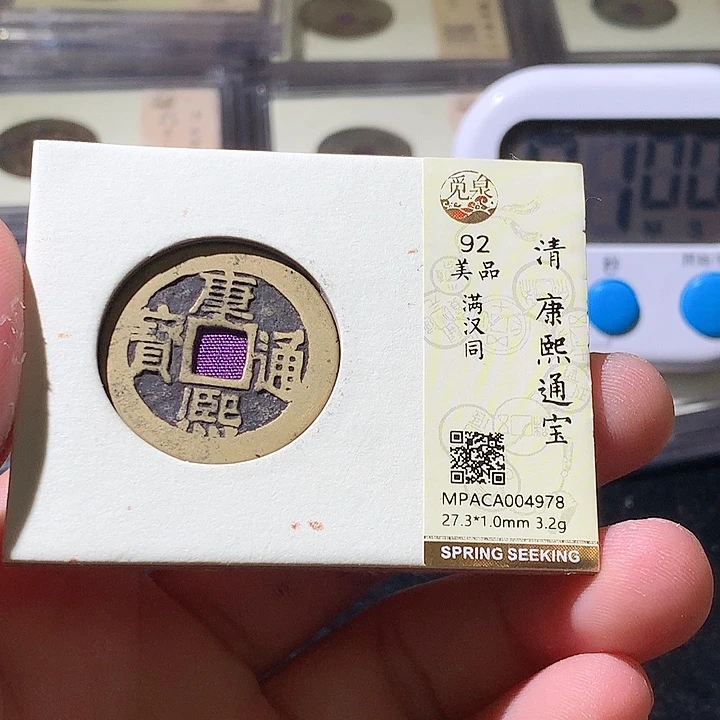 康熙通寶
觅泉
92
美品
满汉同
清 康熙通宝
MPACA004978
27.3*1.0mm 3.2g
SPRING SEEKING